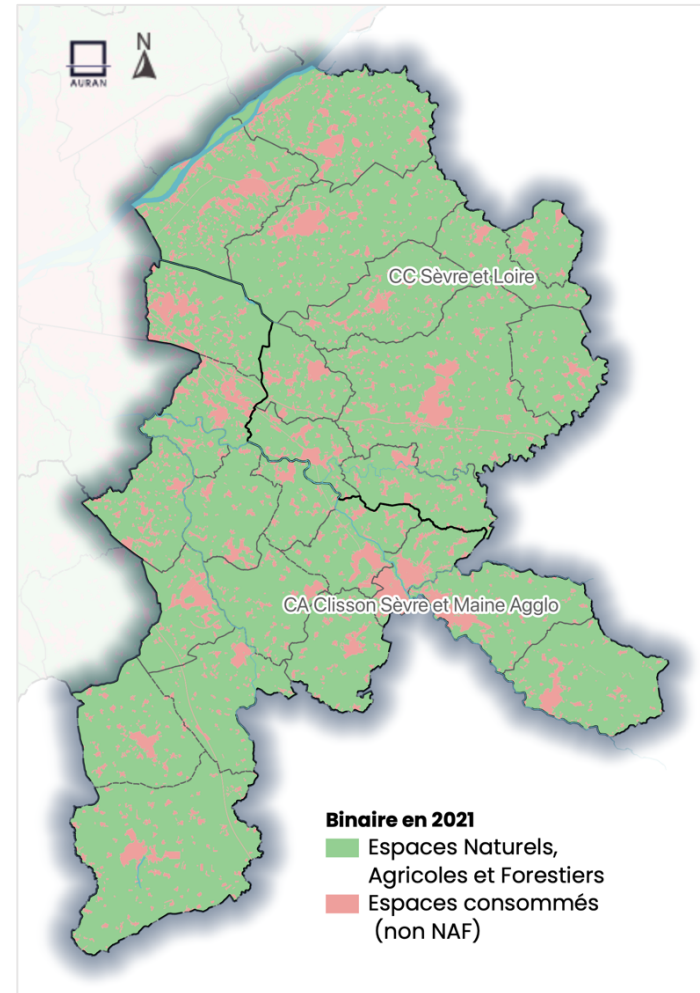 AURAN
N
CC Sèvre et Loire
CA Clisson Sèvre et Maine Agglo
Binaire en 2021
Espaces Naturels,
Agricoles et Forestiers
Espaces consommés
(non NAF)